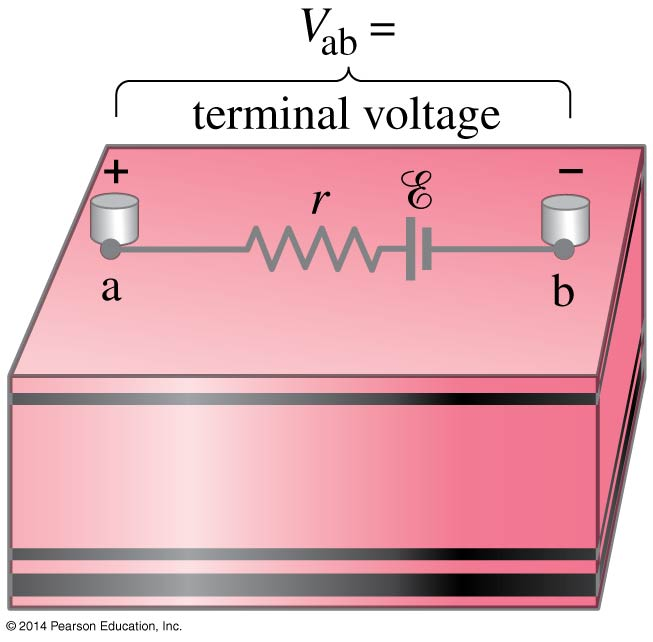 Vab =
terminal voltage
+ −
r ℰ
a b
© 2014 Pearson Education, Inc.